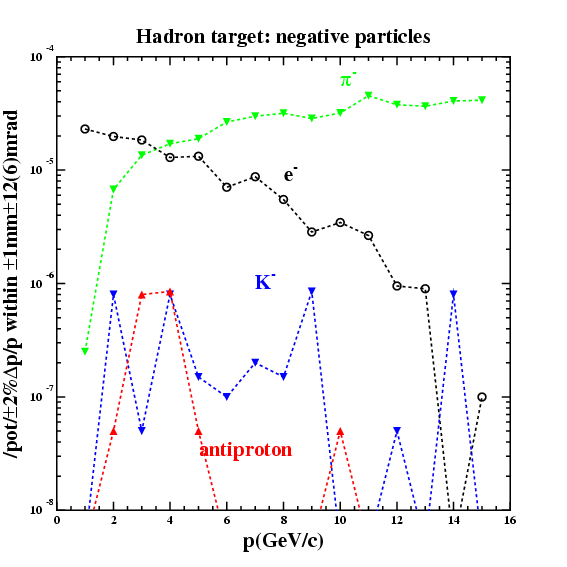 Hadron target: negative particles
/pot/±2%Δp/p within ±1mm±12(6)mrad
10⁻⁴
10⁻⁵
10⁻⁶
10⁻⁷
10⁻⁸
π⁻
e⁻
K⁻
antiproton
0 2 4 6 8 10 12 14 16
p(GeV/c)